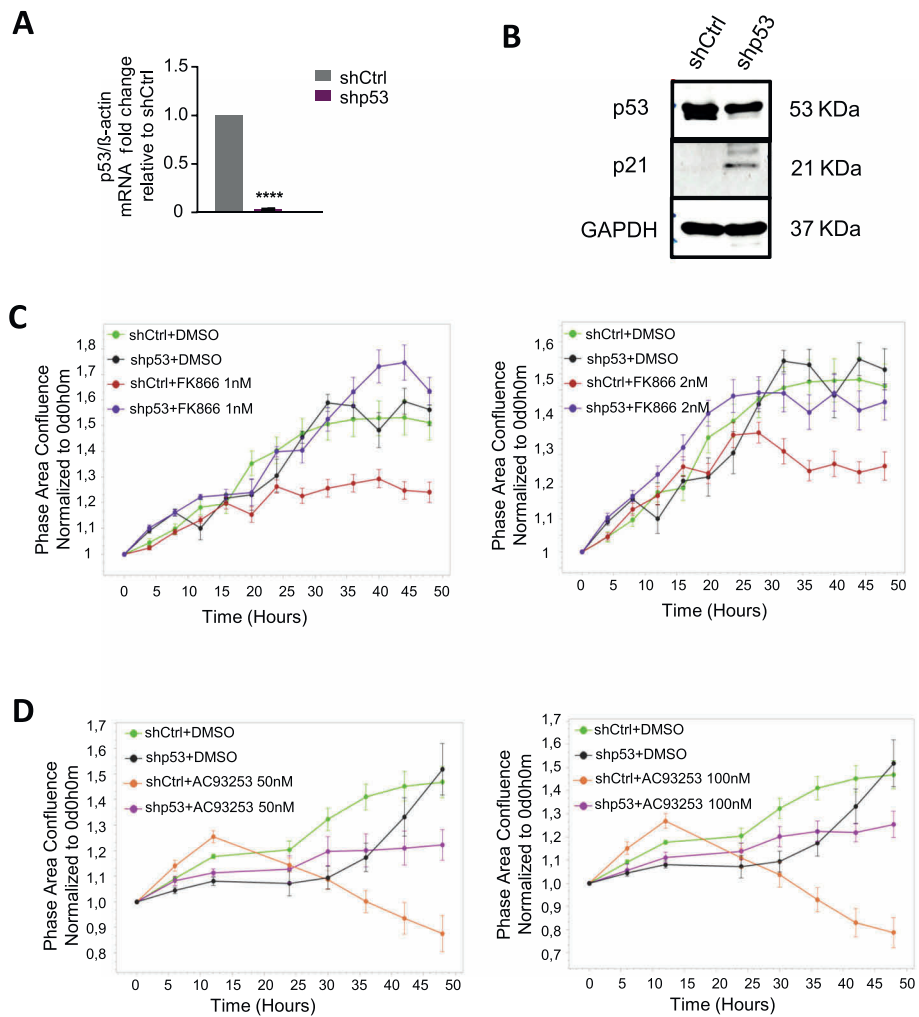 A
1.5
1.0
0.5
0
p53/ß-actin
mRNA fold change
relative to shCtrl
****
shCtrl
shp53
B
shCtrl
shp53
p53
53 KDa
p21
21 KDa
GAPDH
37 KDa
C
Phase Area Confluence
Normalized to 0d0h0m
1,8
1,7
1,5
1,3
1,2
1,1
1
shCtrl+DMSO
shp53+DMSO
shCtrl+FK866 1nM
shp53+FK866 1nM
0 5 10 15 20 25 30 35 40 45 50
Time (Hours)
Phase Area Confluence
Normalized to 0d0h0m
1,6
1,5
1,4
1,2
1,1
1
shCtrl+DMSO
shp53+DMSO
shCtrl+FK866 2nM
shp53+FK866 2nM
0 5 10 15 20 25 30 35 40 45 50
Time (Hours)
D
Phase Area Confluence
Normalized to 0d0h0m
1,7
1,6
1,5
1,4
1,3
1,2
1,1
1,0
0,9
0,8
shCtrl+DMSO
shp53+DMSO
shCtrl+AC93253 50nM
shp53+AC93253 50nM
0 5 10 15 20 25 30 35 40 45 50
Time (Hours)
Phase Area Confluence
Normalized to 0d0h0m
1,7
1,6
1,5
1,4
1,3
1,2
1,1
1,0
0,9
0,8
0,7
shCtrl+DMSO
shp53+DMSO
shCtrl+AC93253 100nM
shp53+AC93253 100nM
0 5 10 15 20 25 30 35 40 45 50
Time (Hours)